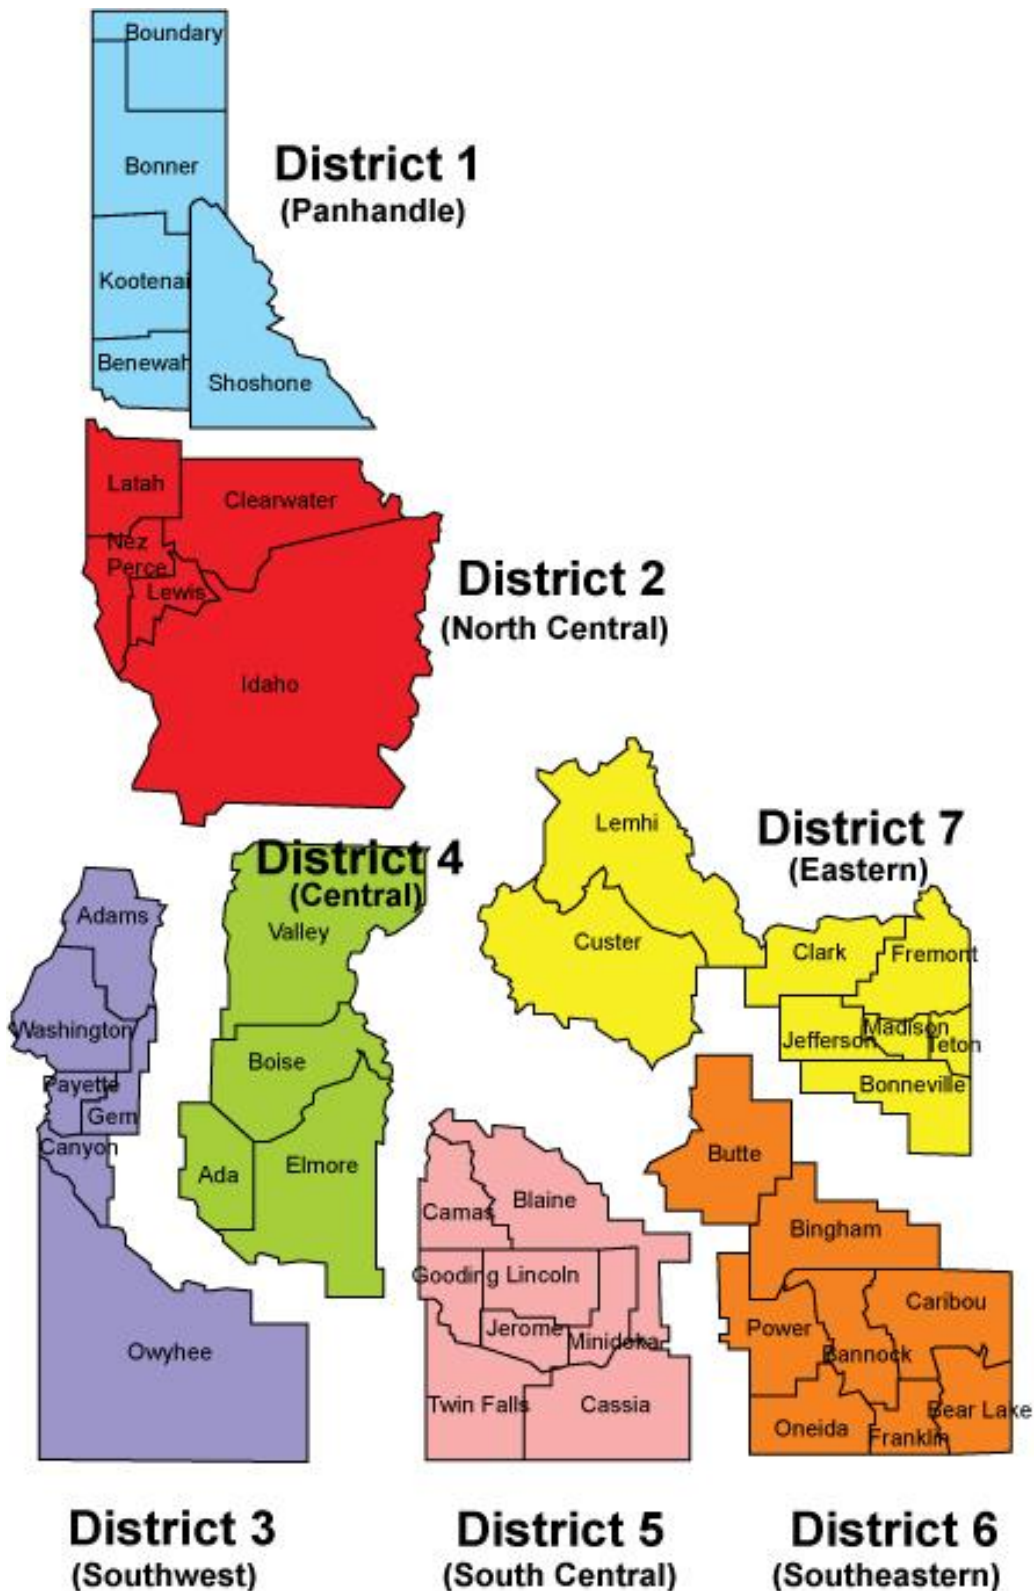 Boundary
Bonner
District 1
(Panhandle)
Kootenai
Benewah
Shoshone
Latah
Clearwater
Nez
Perce
Lewis
District 2
(North Central)
Idaho
Lemhi
District 7
(Eastern)
District 4
(Central)
Adams
Valley
Custer
Clark
Fremont
Washington
Madison
Jefferson
Teton
Boise
Payette
Bonneville
Gem
Canyon
Ada
Elmore
Butte
Camas
Blaine
Bingham
Gooding
Lincoln
Caribou
Jerome
Minidoka
Power
Bannock
Owyhee
Twin Falls
Cassia
Bear Lake
Oneida
Franklin
District 3
(Southwest)
District 5
(South Central)
District 6
(Southeastern)